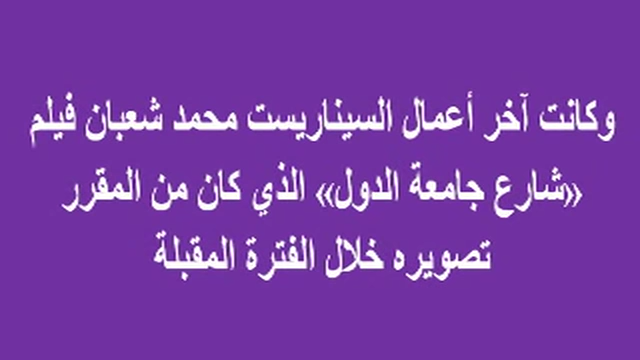 وكانت آخر أعمال السيناريست محمد شعبان فيلم
«شارع جامعة الدول» الذي كان من المقرر
تصويره خلال الفترة المقبلة